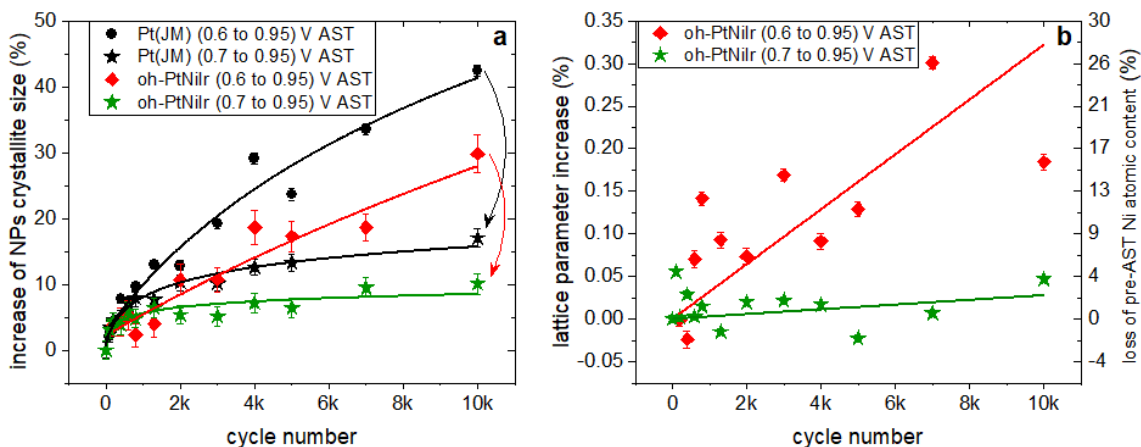 a
Pt(JM) (0.6 to 0.95) V AST
Pt(JM) (0.7 to 0.95) V AST
oh-PtNiIr (0.6 to 0.95) V AST
oh-PtNiIr (0.7 to 0.95) V AST
increase of NPs crystallite size (%)
50
40
30
20
10
0
0
2k
4k
6k
8k
10k
cycle number
b
oh-PtNiIr (0.6 to 0.95) V AST
oh-PtNiIr (0.7 to 0.95) V AST
lattice parameter increase (%)
0.35
0.30
0.25
0.20
0.15
0.10
0.05
0.00
-0.05
0
2k
4k
6k
8k
10k
cycle number
30
26
22
17
13
9
4
0
-4
loss of pre-AST Ni atomic content (%)